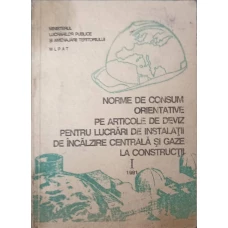 MINISTERUL
LUCRĂRILOR PUBLICE
ȘI AMENAJĂRII TERITORIULUI
M L P A T
NORME DE CONSUM
ORIENTATIVE
PE ARTICOLE DE DEVIZ
PENTRU LUCRĂRI DE INSTALAȚII
DE ÎNCĂLZIRE CENTRALĂ ȘI GAZE
LA CONSTRUCȚII
I
1981